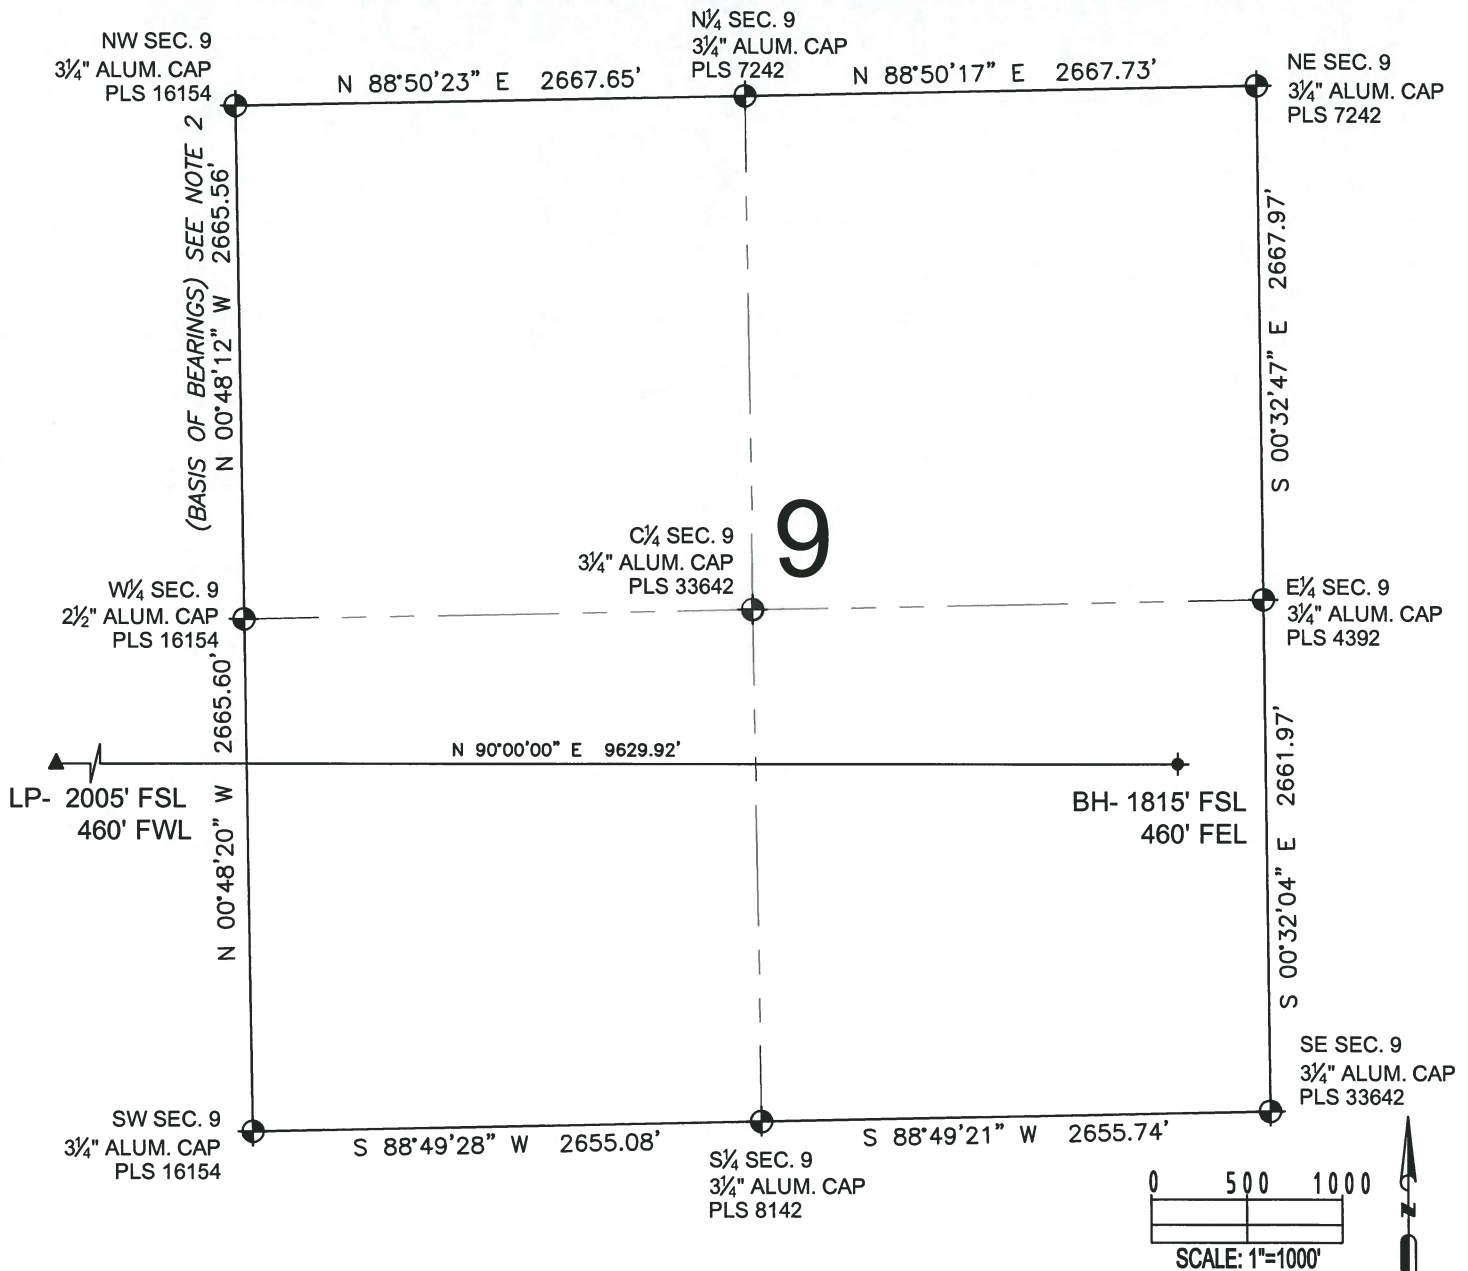 NW SEC. 9
3¼" ALUM. CAP
PLS 16154
N 88°50'23" E 2667.65'
N¼ SEC. 9
3¼" ALUM. CAP
PLS 7242
N 88°50'17" E 2667.73'
NE SEC. 9
3¼" ALUM. CAP
PLS 7242
(BASIS OF BEARINGS) SEE NOTE 2
N 00°48'12" W 2665.56'
S 00°32'47" E 2667.97'
9
C¼ SEC. 9
3¼" ALUM. CAP
PLS 33642
W¼ SEC. 9
2½" ALUM. CAP
PLS 16154
E¼ SEC. 9
3¼" ALUM. CAP
PLS 4392
N 00°48'20" W 2665.60'
N 90°00'00" E 9629.92'
LP- 2005' FSL
460' FWL
BH- 1815' FSL
460' FEL
S 00°32'04" E 2661.97'
SW SEC. 9
3¼" ALUM. CAP
PLS 16154
S 88°49'28" W 2655.08'
S¼ SEC. 9
3¼" ALUM. CAP
PLS 8142
S 88°49'21" W 2655.74'
SE SEC. 9
3¼" ALUM. CAP
PLS 33642
0 500 1000
SCALE: 1"=1000'
N